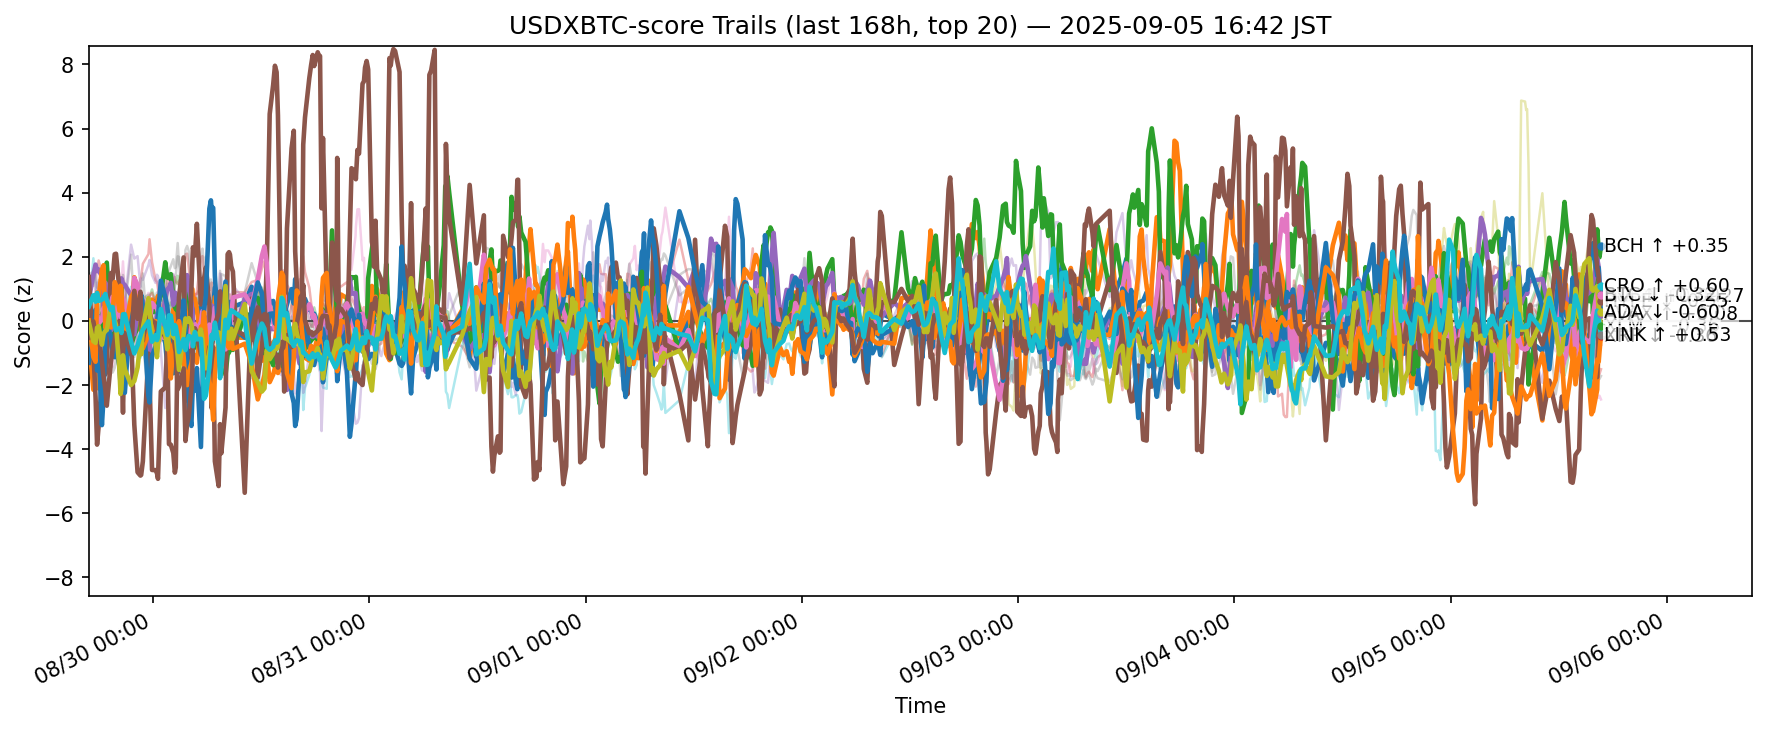 USDXBTC-score Trails (last 168h, top 20) — 2025-09-05 16:42 JST
Score (z)
8
6
4
2
0
−2
−4
−6
−8
BCH ↑ +0.35
CRO ↑ +0.60
ADA ↓ -0.60
LINK ↑ +0.53
08/30 00:00
08/31 00:00
09/01 00:00
09/02 00:00
09/03 00:00
09/04 00:00
09/05 00:00
09/06 00:00
Time